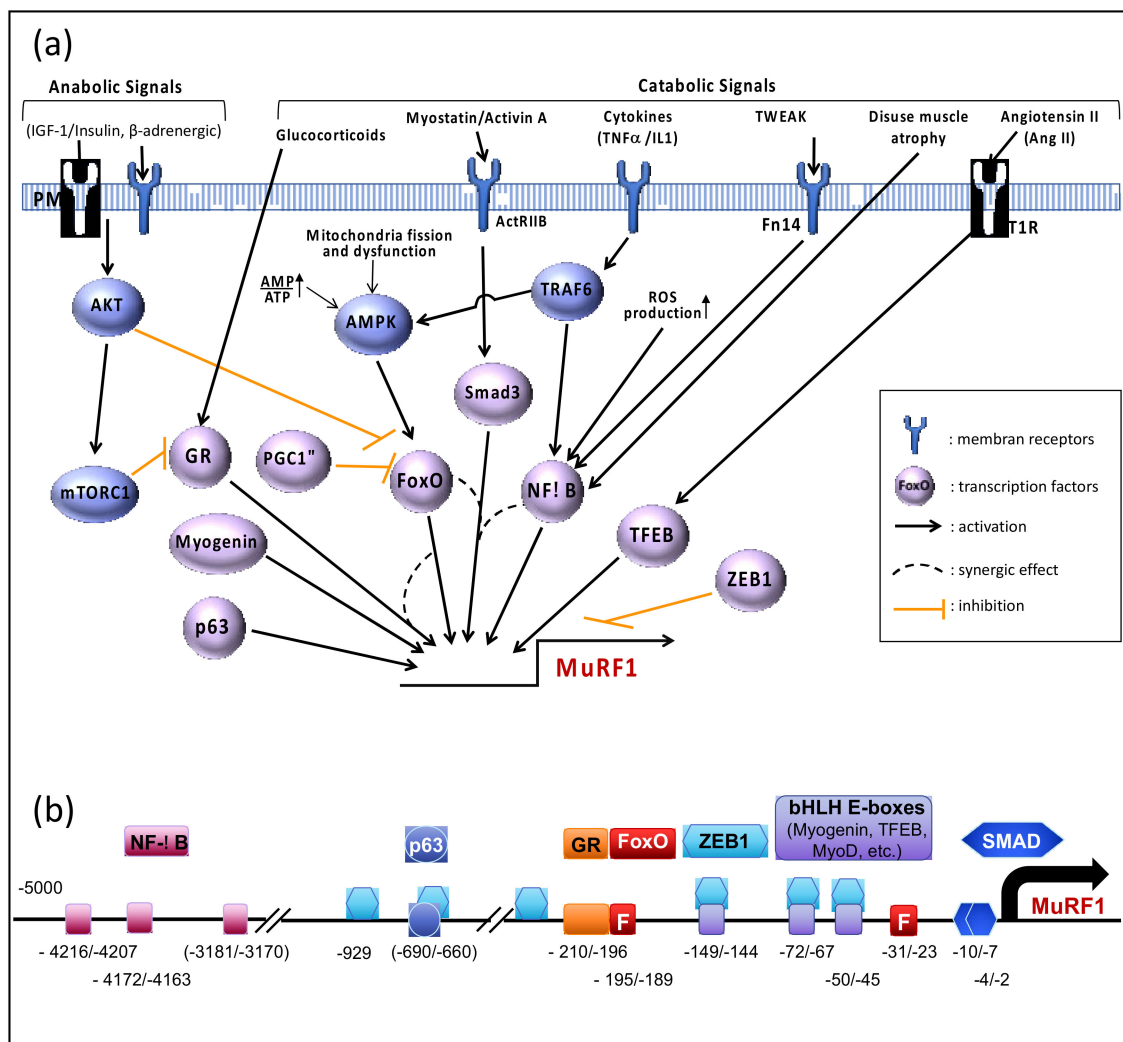 (a)
Anabolic Signals
Catabolic Signals
(IGF-1/Insulin, β-adrenergic)
Glucocorticoids
Myostatin/Activin A
Cytokines
(TNFα /IL1)
TWEAK
Disuse muscle
atrophy
Angiotensin II
(Ang II)
PM
ActRIIB
Fn14
T1R
Mitochondria fission
and dysfunction
AMP
ATP
AKT
AMPK
TRAF6
ROS
production
Smad3
GR
PGC1"
FoxO
NF! B
mTORC1
Myogenin
TFEB
ZEB1
p63
MuRF1
: membran receptors
FoxO
: transcription factors
: activation
: synergic effect
: inhibition
(b)
NF-! B
p63
GR
FoxO
ZEB1
bHLH E-boxes
(Myogenin, TFEB,
MyoD, etc.)
SMAD
-5000
MuRF1
F
F
- 4216/-4207
(-3181/-3170)
-929
(-690/-660)
- 210/-196
-149/-144
-72/-67
-31/-23
-10/-7
- 4172/-4163
- 195/-189
-50/-45
-4/-2